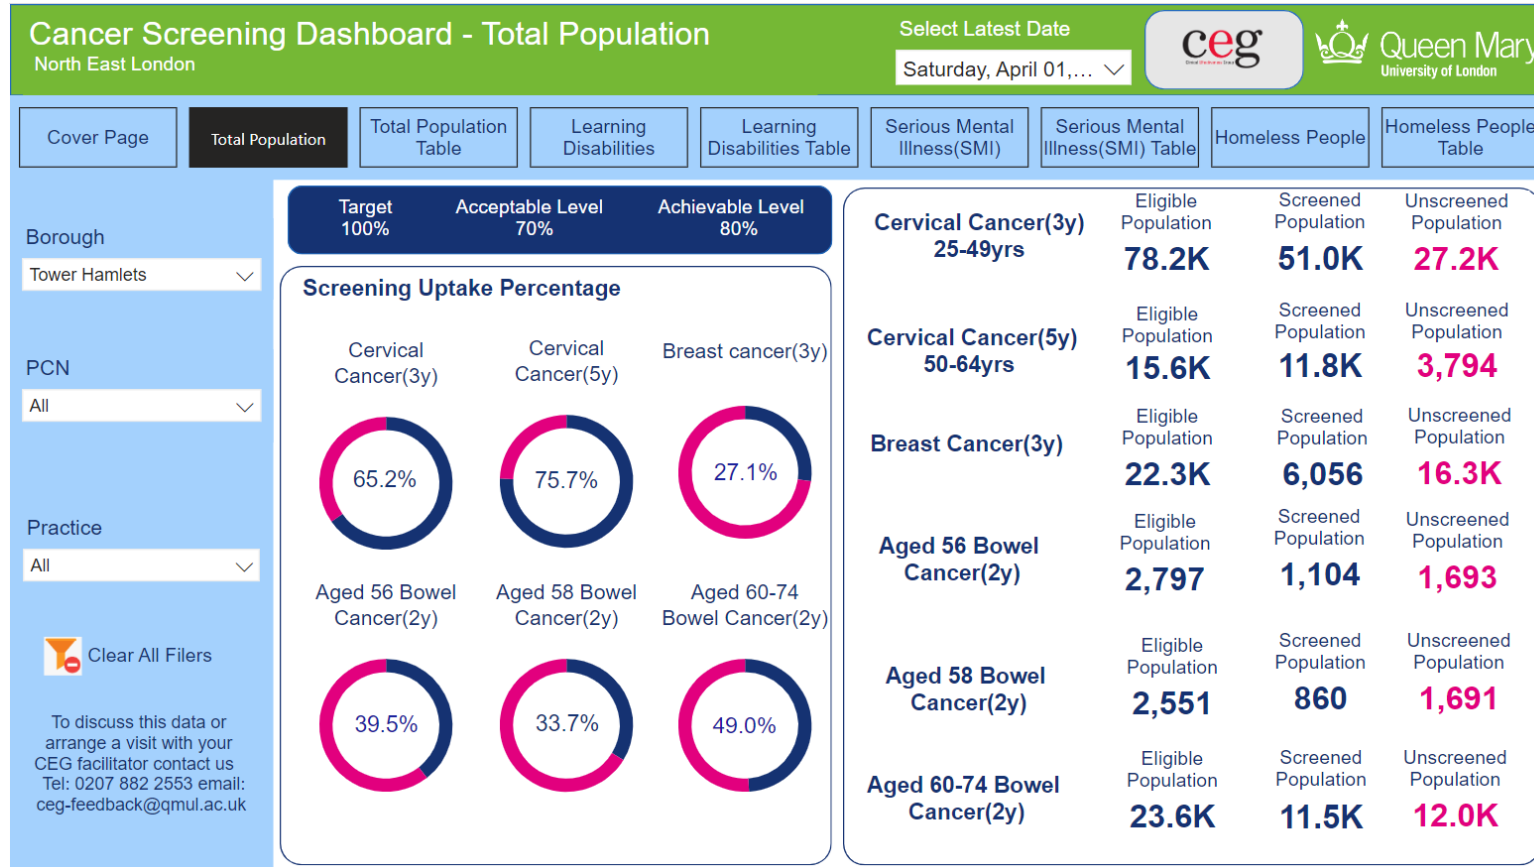 Cancer Screening Dashboard - Total Population
North East London
Select Latest Date
Saturday, April 01,...
ceg
Queen Mary
University of London
Cover Page
Total Population
Total Population
Table
Learning
Disabilities
Learning
Disabilities Table
Serious Mental
Illness(SMI)
Serious Mental
Illness(SMI) Table
Homeless People
Homeless People
Table
Borough
Tower Hamlets
PCN
All
Practice
All
Clear All Filers
To discuss this data or
arrange a visit with your
CEG facilitator contact us
Tel: 0207 882 2553 email:
ceg-feedback@qmul.ac.uk
Target
100%
Acceptable Level
70%
Achievable Level
80%
Screening Uptake Percentage
Cervical
Cancer(3y)
65.2%
Cervical
Cancer(5y)
75.7%
Breast cancer(3y)
27.1%
Aged 56 Bowel
Cancer(2y)
39.5%
Aged 58 Bowel
Cancer(2y)
33.7%
Aged 60-74
Bowel Cancer(2y)
49.0%
Cervical Cancer(3y)
25-49yrs
Eligible
Population
78.2K
Screened
Population
51.0K
Unscreened
Population
27.2K
Cervical Cancer(5y)
50-64yrs
Eligible
Population
15.6K
Screened
Population
11.8K
Unscreened
Population
3,794
Breast Cancer(3y)
Eligible
Population
22.3K
Screened
Population
6,056
Unscreened
Population
16.3K
Aged 56 Bowel
Cancer(2y)
Eligible
Population
2,797
Screened
Population
1,104
Unscreened
Population
1,693
Aged 58 Bowel
Cancer(2y)
Eligible
Population
2,551
Screened
Population
860
Unscreened
Population
1,691
Aged 60-74 Bowel
Cancer(2y)
Eligible
Population
23.6K
Screened
Population
11.5K
Unscreened
Population
12.0K